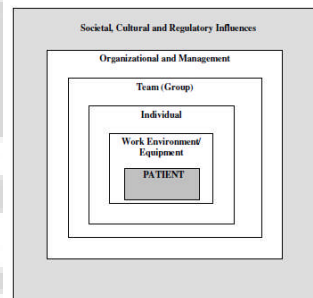 Societal, Cultural and Regulatory Influences
Organizational and Management
Team (Group)
Individual
Work Environment/
Equipment
PATIENT